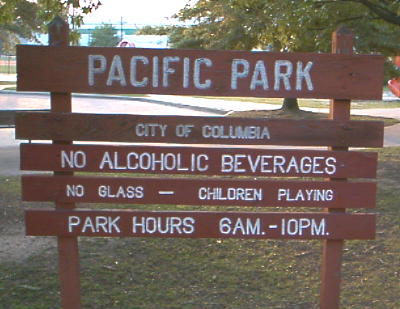 PACIFIC PARK
CITY OF COLUMBIA
NO ALCOHOLIC BEVERAGES
NO GLASS — CHILDREN PLAYING
PARK HOURS 6AM.-10PM.